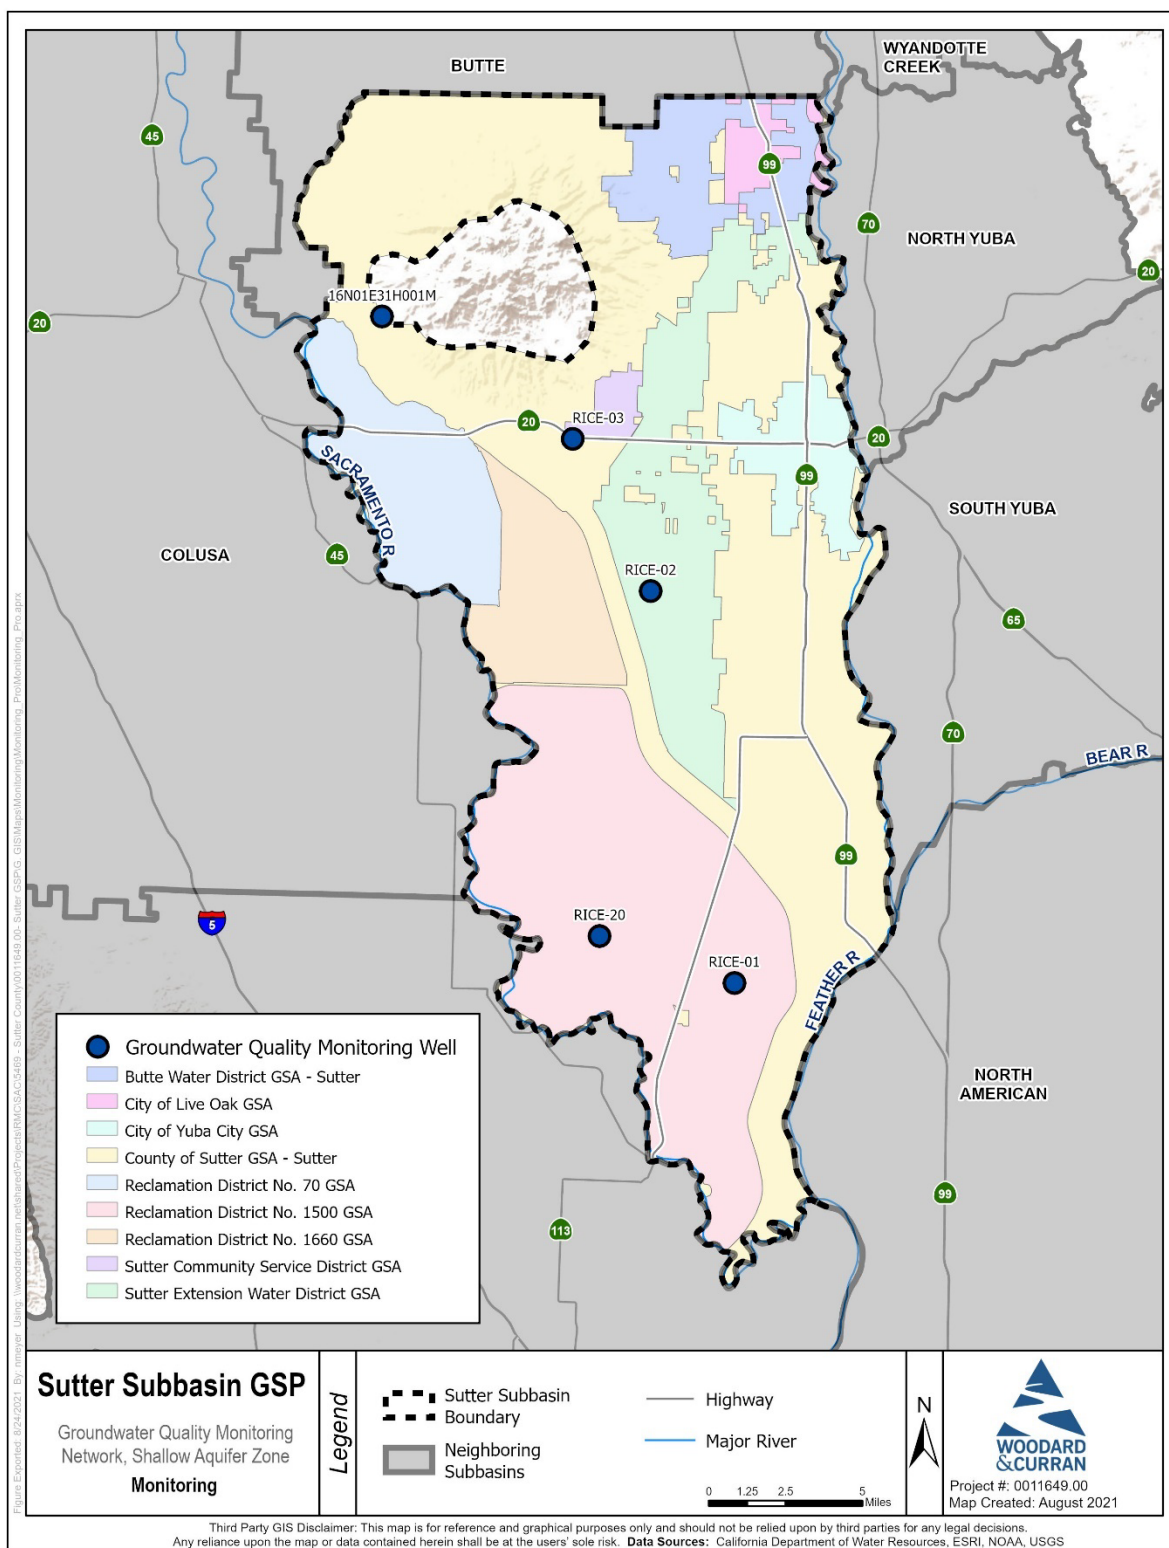 BUTTE
WYANDOTTE
CREEK
45
99
70
NORTH YUBA
20
16N01E31H001M
20
RICE-03
20
20
SACRAMENTO R
99
SOUTH YUBA
COLUSA
45
RICE-02
65
70
BEAR R
99
5
RICE-20
RICE-01
FEATHER R
NORTH
AMERICAN
99
113
Groundwater Quality Monitoring Well
Butte Water District GSA - Sutter
City of Live Oak GSA
City of Yuba City GSA
County of Sutter GSA - Sutter
Reclamation District No. 70 GSA
Reclamation District No. 1500 GSA
Reclamation District No. 1660 GSA
Sutter Community Service District GSA
Sutter Extension Water District GSA
Sutter Subbasin GSP
Groundwater Quality Monitoring
Network, Shallow Aquifer Zone
Monitoring
Legend
Sutter Subbasin
Boundary
Neighboring
Subbasins
Highway
Major River
0 1.25 2.5 5
Miles
N
WOODARD
&CURRAN
Project #: 0011649.00
Map Created: August 2021
Third Party GIS Disclaimer: This map is for reference and graphical purposes only and should not be relied upon by third parties for any legal decisions.
Any reliance upon the map or data contained herein shall be at the users' sole risk. Data Sources: California Department of Water Resources, ESRI, NOAA, USGS
Figure Exported: 8/24/2021 By: nmeyer Using: